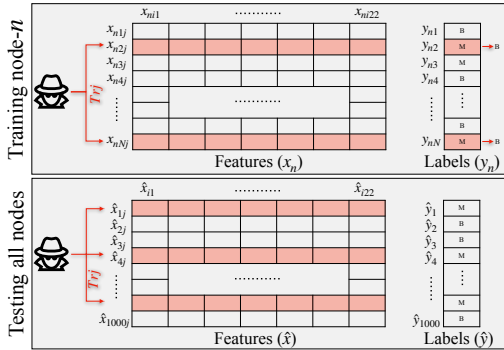 Training node-n
x_{ni1} ........... x_{ni22}
x_{n1j}
x_{n2j}
x_{n3j}
x_{n4j}
x_{nNj}
Trj
Features (x_n)
y_{n1} B
y_{n2} M → B
y_{n3} M
y_{n4} B
B
y_{nN} M → B
Labels (y_n)
Testing all nodes
x̂_{i1} ........... x̂_{i22}
x̂_{1j}
x̂_{2j}
x̂_{3j}
x̂_{4j}
x̂_{1000j}
Trj
Features (x̂)
ŷ_1 M
ŷ_2 B
ŷ_3 B
ŷ_4 M
M
ŷ_{1000} B
Labels (ŷ)